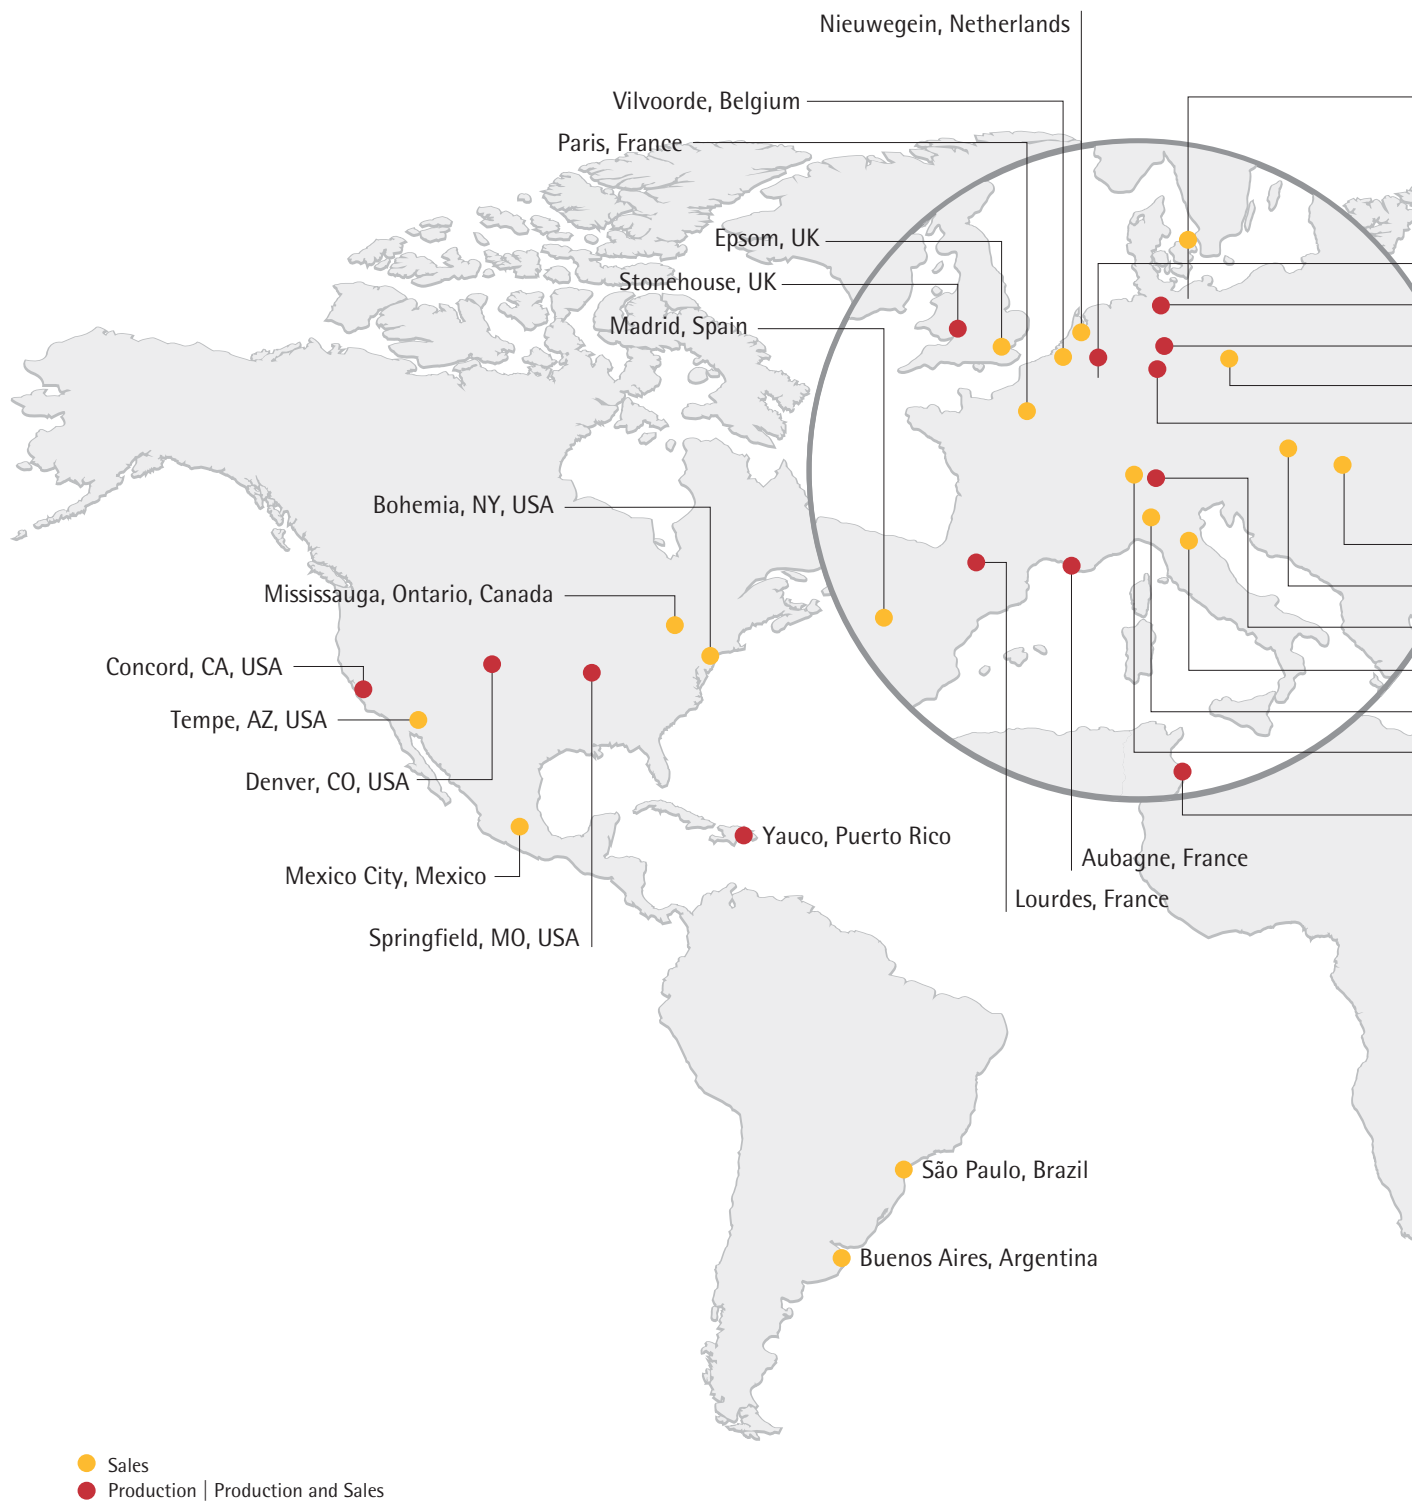 Nieuwegein, Netherlands
Vilvoorde, Belgium
Paris, France
Epsom, UK
Stonehouse, UK
Madrid, Spain
Bohemia, NY, USA
Mississauga, Ontario, Canada
Concord, CA, USA
Tempe, AZ, USA
Denver, CO, USA
Yauco, Puerto Rico
Aubagne, France
Mexico City, Mexico
Lourdes, France
Springfield, MO, USA
São Paulo, Brazil
Buenos Aires, Argentina
Sales
Production | Production and Sales